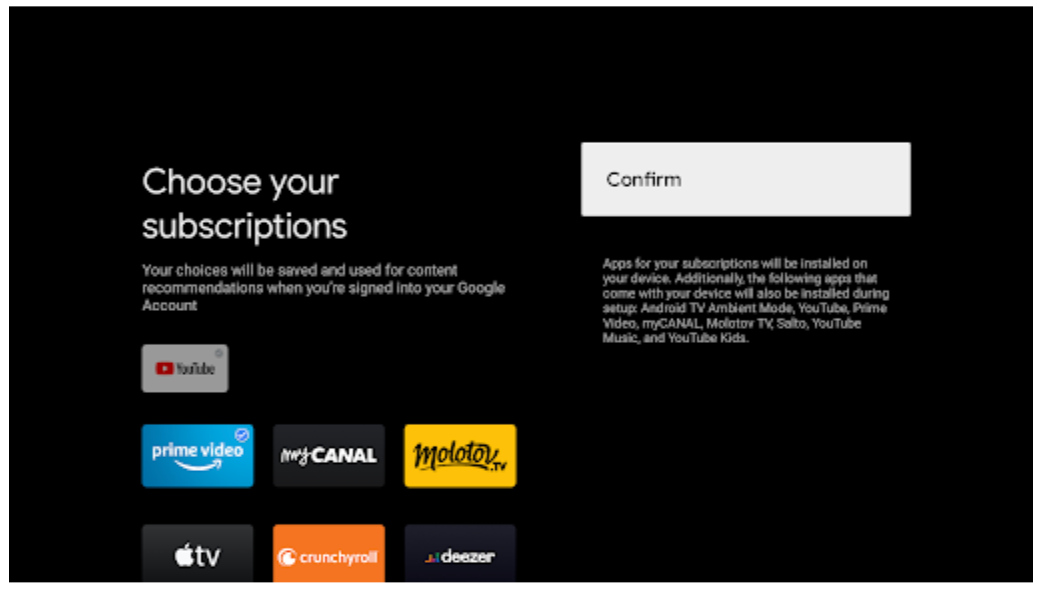 Choose your
subscriptions
Your choices will be saved and used for content
recommendations when you're signed into your Google
Account
YouTube
prime video
myCANAL
molotov.tv
tv
crunchyroll
deezer
Confirm
Apps for your subscriptions will be installed on
your device. Additionally, the following apps that
come with your device will also be installed during
setup: Android TV Ambient Mode, YouTube, Prime
Video, myCANAL, Molotov TV, Salto, YouTube
Music, and YouTube Kids.